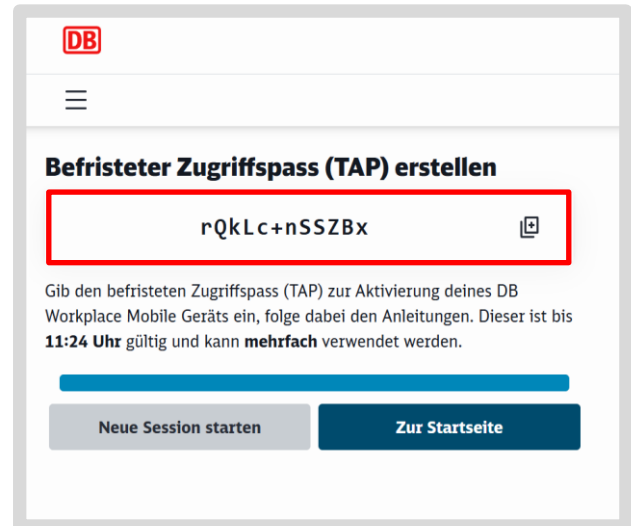 DB
Befristeter Zugriffspass (TAP) erstellen
rQkLc+nSSZBx
Gib den befristeten Zugriffspass (TAP) zur Aktivierung deines DB
Workplace Mobile Geräts ein, folge dabei den Anleitungen. Dieser ist bis
11:24 Uhr gültig und kann mehrfach verwendet werden.
Neue Session starten
Zur Startseite